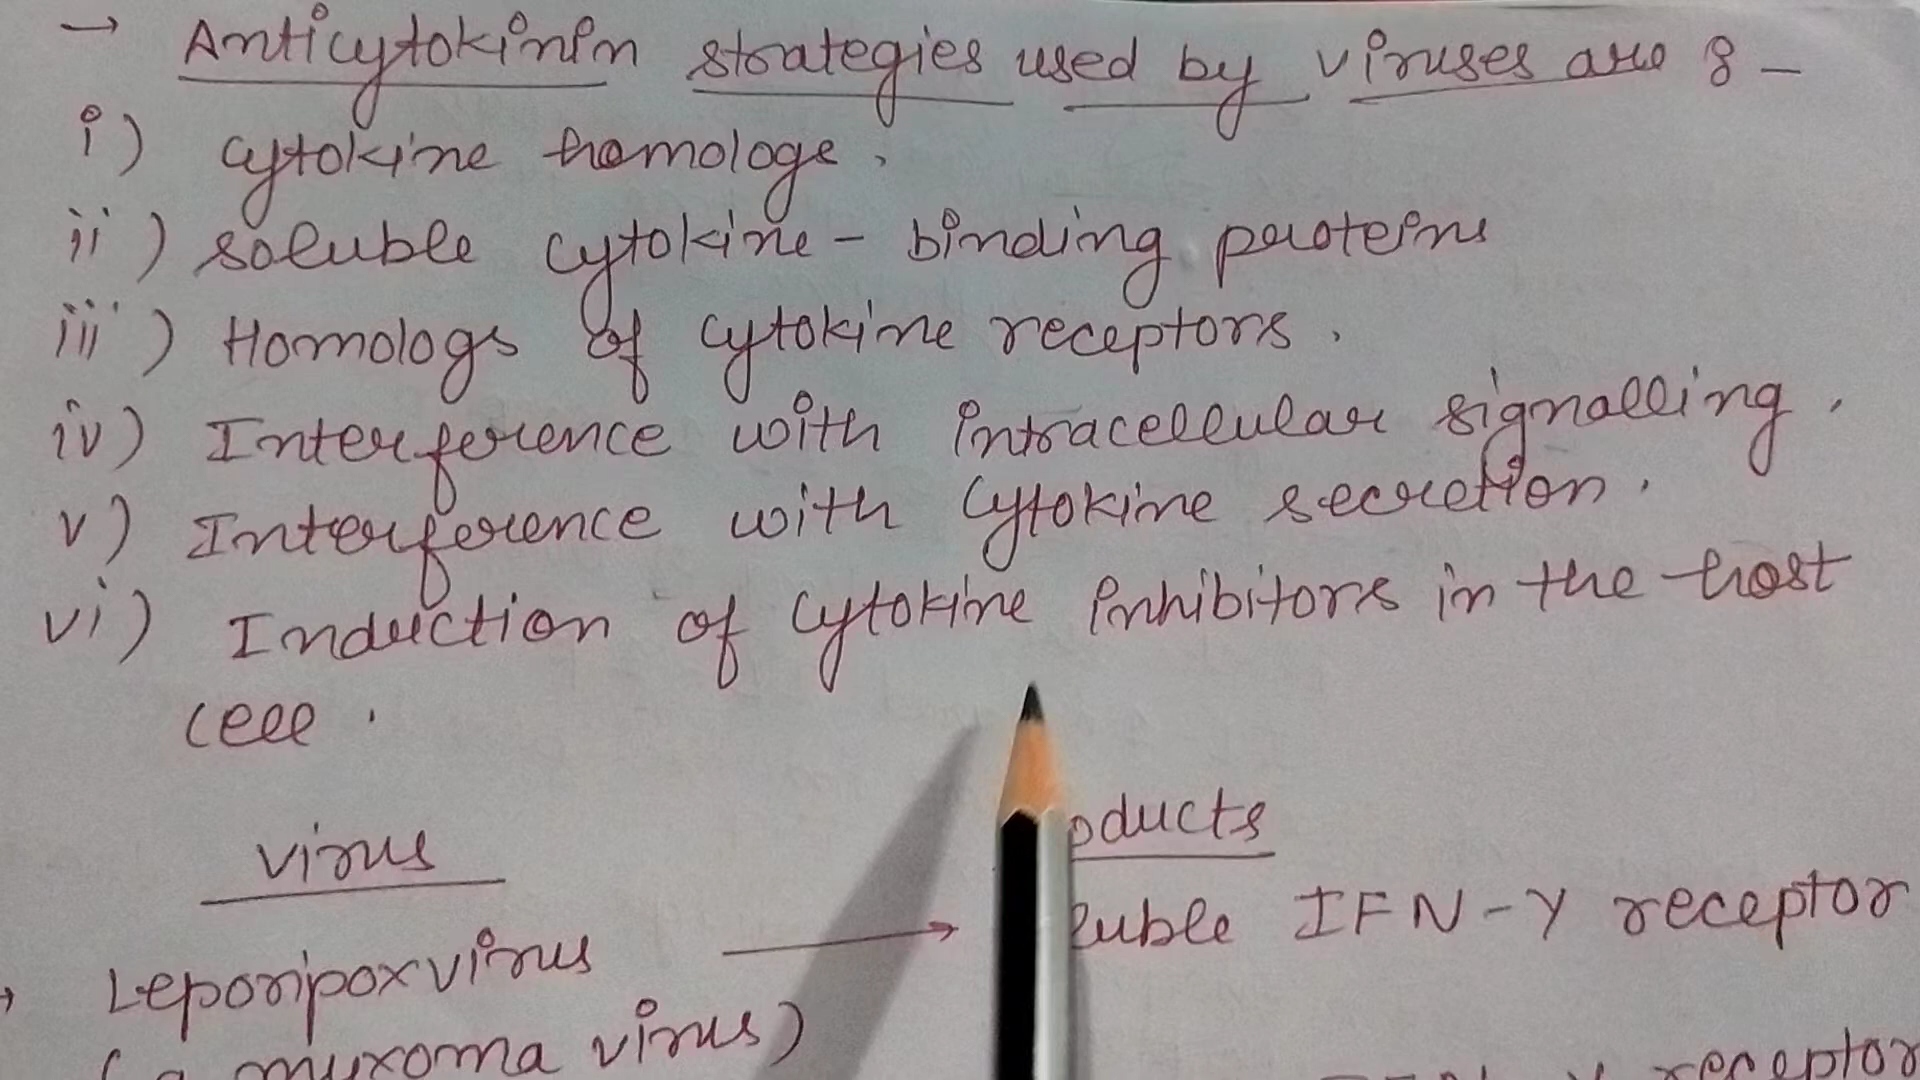 → Anticytokinin strategies used by viruses are :-
i) cytokine homologe.
ii) soluble cytokine - binding proteins
iii) Homologs of cytokine receptors.
iv) Interference with intracellular signalling.
v) Interference with Cytokine secretion.
vi) Induction of cytokine inhibitors in the host
cell.
virus oducts
Leporipoxvirus → luble IFN-γ receptor
(a myxoma virus) receptor